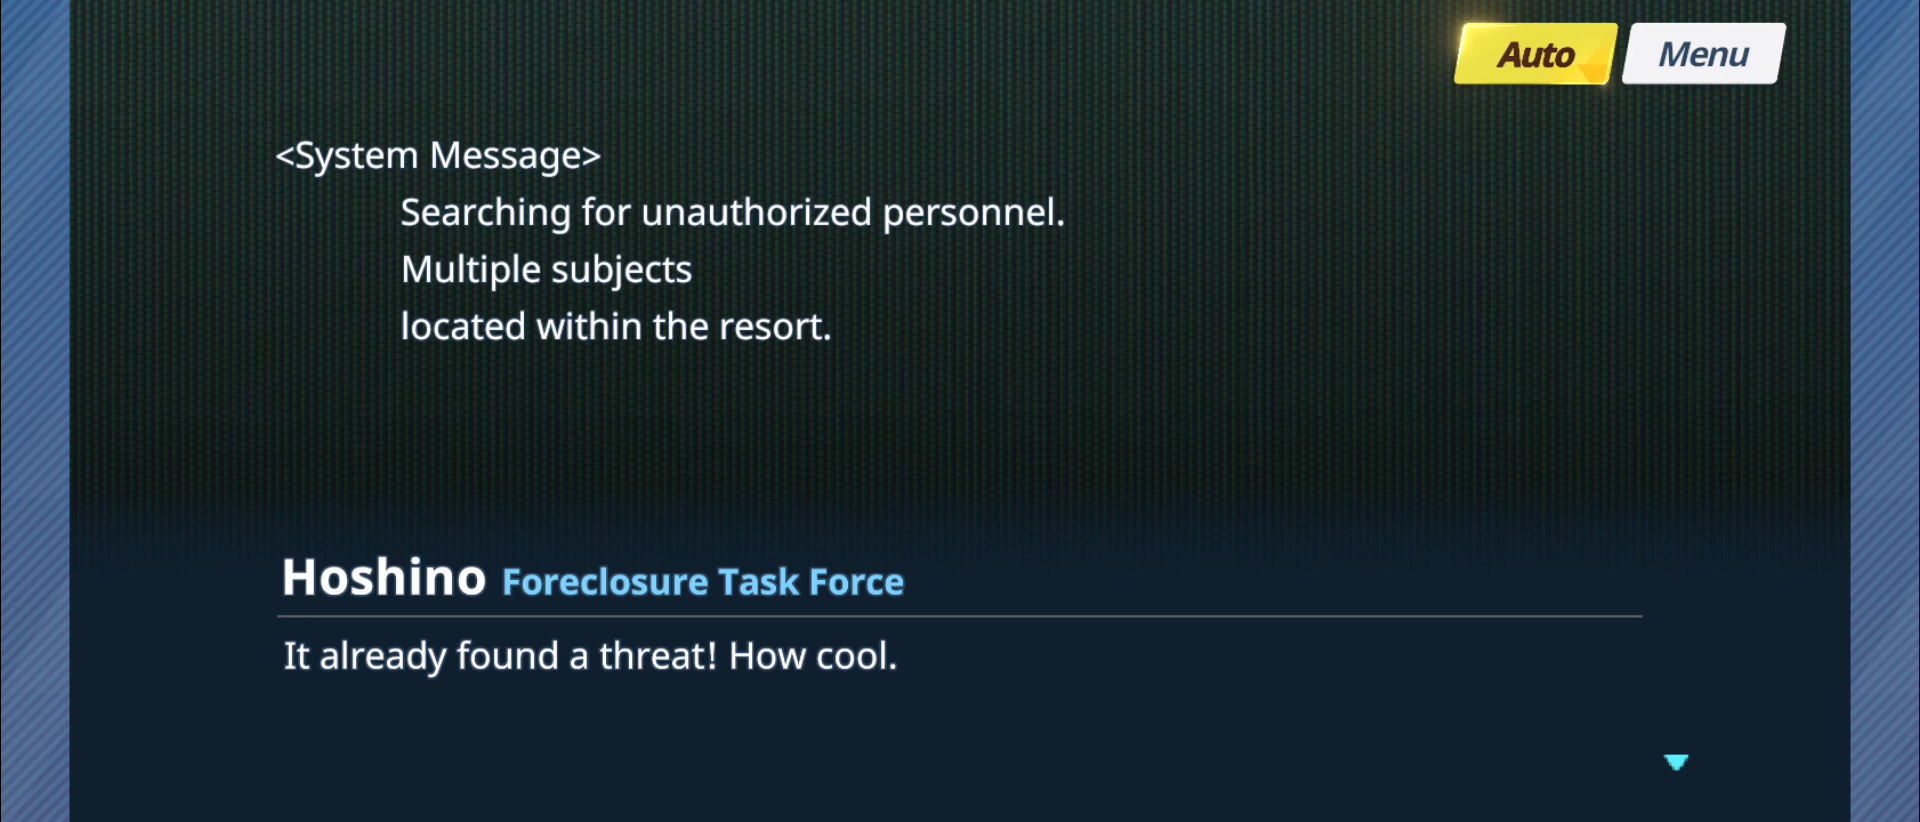 Auto Menu
<System Message>
Searching for unauthorized personnel.
Multiple subjects
located within the resort.
Hoshino Foreclosure Task Force
It already found a threat! How cool.